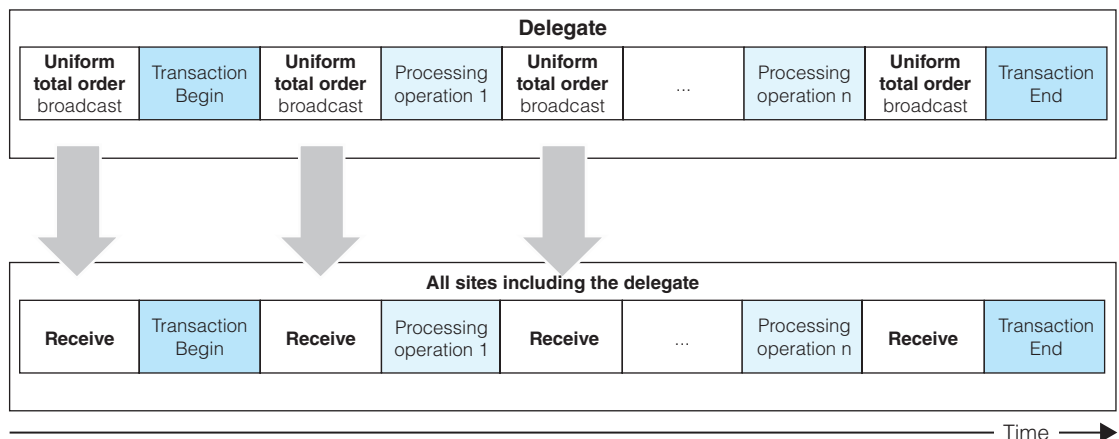 Delegate
Uniform
total order
broadcast
Transaction
Begin
Uniform
total order
broadcast
Processing
operation 1
Uniform
total order
broadcast
...
Processing
operation n
Uniform
total order
broadcast
Transaction
End
All sites including the delegate
Receive
Transaction
Begin
Receive
Processing
operation 1
Receive
...
Processing
operation n
Receive
Transaction
End
Time